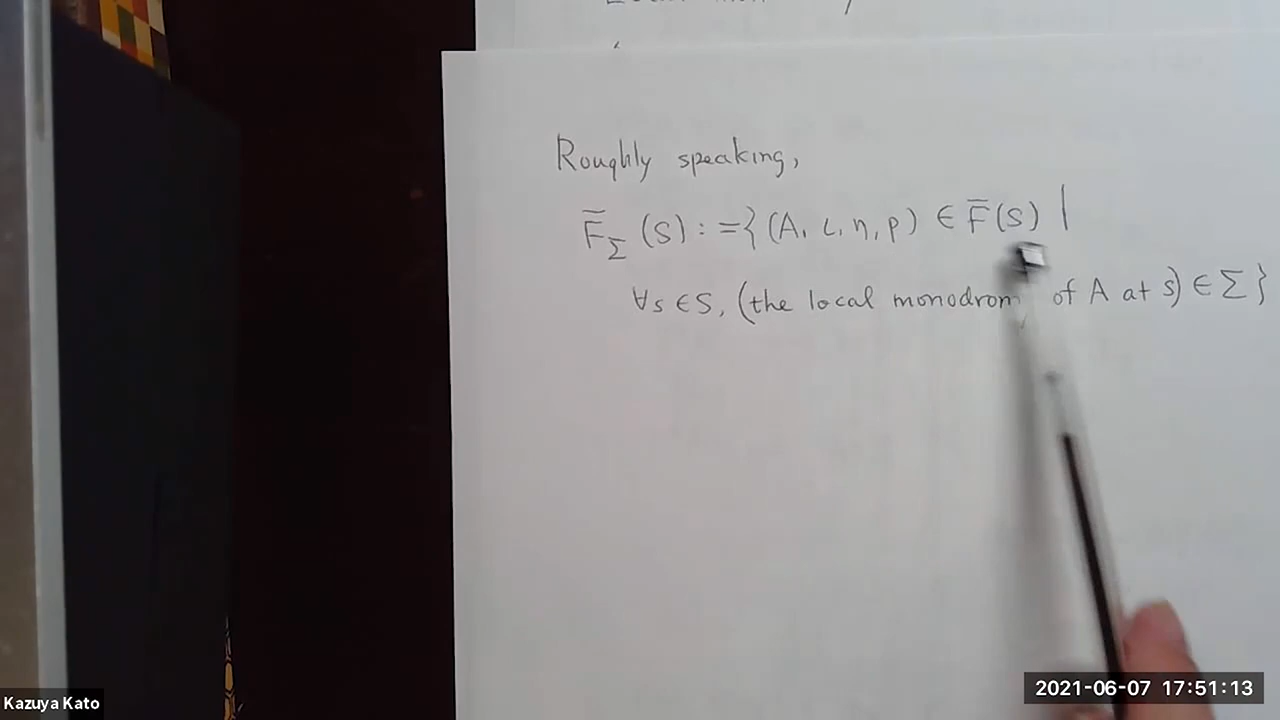 Roughly speaking,
F̅_Σ (S) := { (A, ι, η, p) ∈ F̅(S) |
∀s ∈ S, (the local monodrom of A at s) ∈ Σ }
Kazuya Kato
2021-06-07 17:51:13